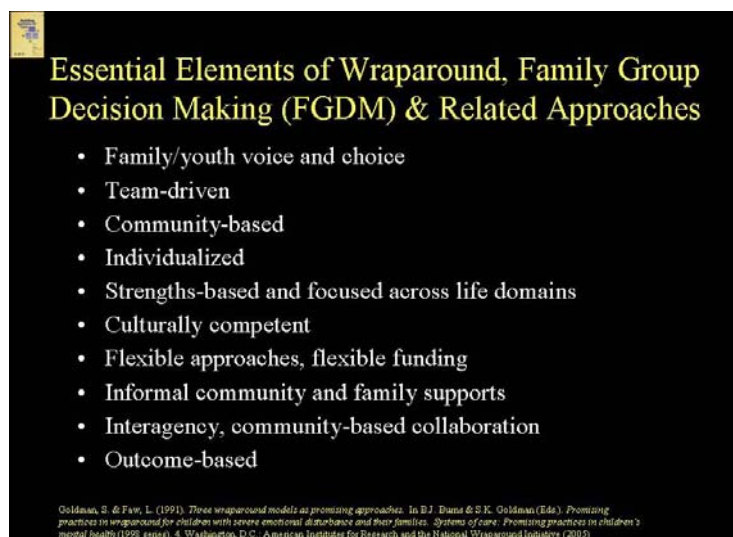 Essential Elements of Wraparound, Family Group
Decision Making (FGDM) & Related Approaches
• Family/youth voice and choice
• Team-driven
• Community-based
• Individualized
• Strengths-based and focused across life domains
• Culturally competent
• Flexible approaches, flexible funding
• Informal community and family supports
• Interagency, community-based collaboration
• Outcome-based
Goldman, S. & Faw, L. (1991). Three wraparound models as promising approaches. In B.J. Burns & S.K. Goldman (Eds.). Promising
practices in wraparound for children with severe emotional disturbance and their families. Systems of care: Promising practices in children's
mental health (1998 series), 4. Washington, D.C.: American Institutes for Research and the National Wraparound Initiative (2005)